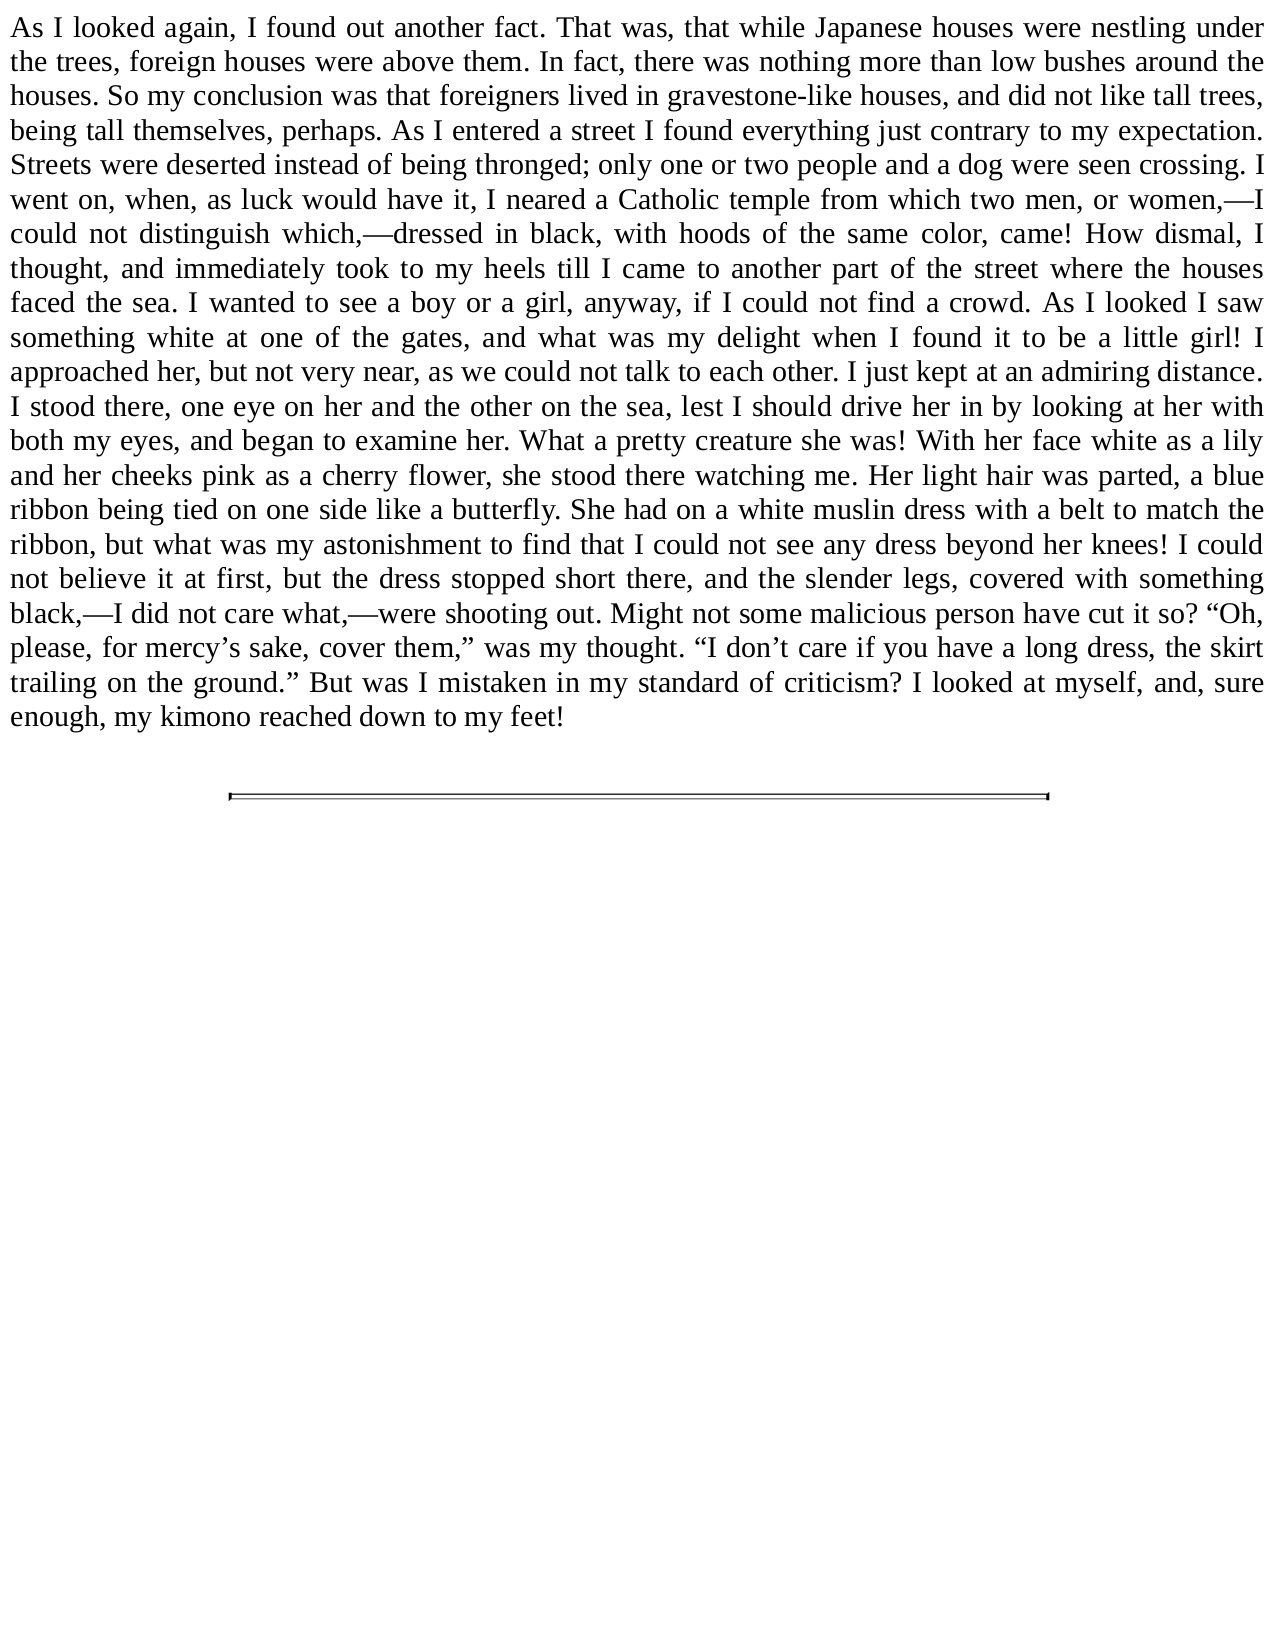 As I looked again, I found out another fact. That was, that while Japanese houses were nestling under
the trees, foreign houses were above them. In fact, there was nothing more than low bushes around the
houses. So my conclusion was that foreigners lived in gravestone-like houses, and did not like tall trees,
being tall themselves, perhaps. As I entered a street I found everything just contrary to my expectation.
Streets were deserted instead of being thronged; only one or two people and a dog were seen crossing. I
went on, when, as luck would have it, I neared a Catholic temple from which two men, or women,—I
could not distinguish which,—dressed in black, with hoods of the same color, came! How dismal, I
thought, and immediately took to my heels till I came to another part of the street where the houses
faced the sea. I wanted to see a boy or a girl, anyway, if I could not find a crowd. As I looked I saw
something white at one of the gates, and what was my delight when I found it to be a little girl! I
approached her, but not very near, as we could not talk to each other. I just kept at an admiring distance.
I stood there, one eye on her and the other on the sea, lest I should drive her in by looking at her with
both my eyes, and began to examine her. What a pretty creature she was! With her face white as a lily
and her cheeks pink as a cherry flower, she stood there watching me. Her light hair was parted, a blue
ribbon being tied on one side like a butterfly. She had on a white muslin dress with a belt to match the
ribbon, but what was my astonishment to find that I could not see any dress beyond her knees! I could
not believe it at first, but the dress stopped short there, and the slender legs, covered with something
black,—I did not care what,—were shooting out. Might not some malicious person have cut it so? “Oh,
please, for mercy’s sake, cover them,” was my thought. “I don’t care if you have a long dress, the skirt
trailing on the ground.” But was I mistaken in my standard of criticism? I looked at myself, and, sure
enough, my kimono reached down to my feet!